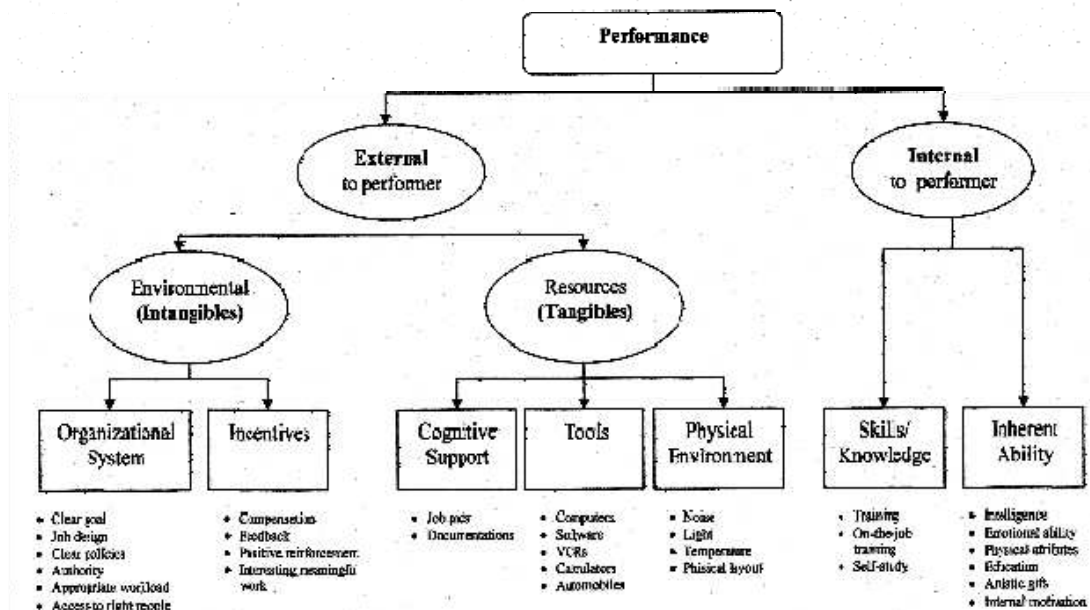 Performance
External
to performer
Internal
to performer
Environmental
(Intangibles)
Resources
(Tangibles)
Organizational
System
Incentives
Cognitive
Support
Tools
Physical
Environment
Skills/
Knowledge
Inherent
Ability
• Clear goal
• Job design
• Clear policies
• Authority
• Appropriate workload
• Access to right people
• Compensation
• Feedback
• Positive reinforcement
• Interesting meaningful
work
• Job aids
• Documentations
• Computers
• Software
• VCRs
• Calculators
• Automobiles
• Noise
• Light
• Temperature
• Phisical layout
• Training
• On-the-job
training
• Self-study
• Intelligence
• Emotional ability
• Physical atributes
• Education
• Artistic gifts
• Internal motivation